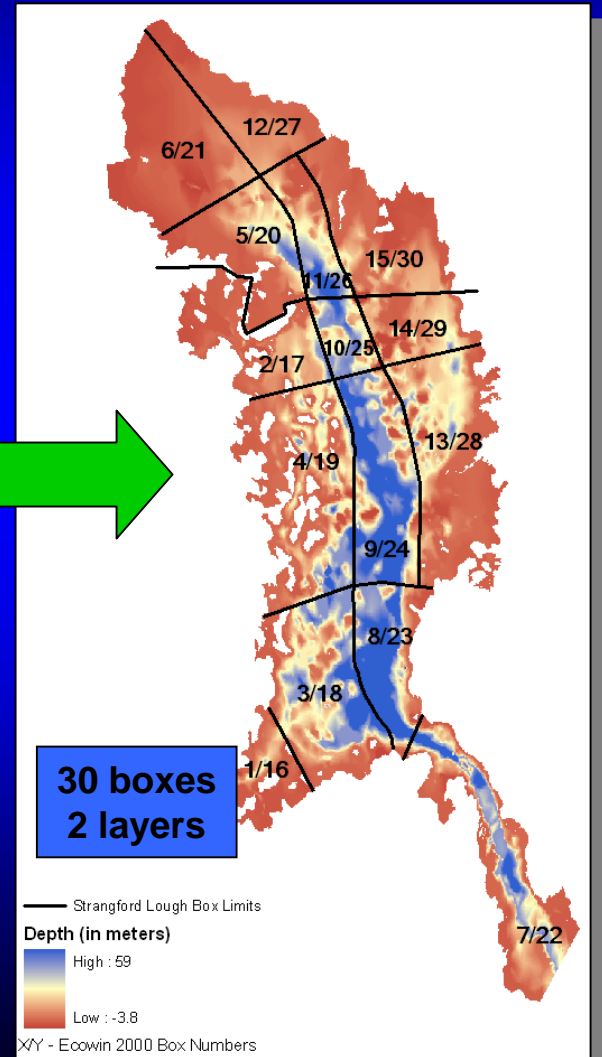 12/27
6/21
5/20
15/30
11/26
14/29
10/25
2/17
13/28
4/19
9/24
8/23
3/18
1/16
30 boxes
2 layers
7/22
Strangford Lough Box Limits
Depth (in meters)
High : 59
Low : -3.8
X/Y - Ecowin 2000 Box Numbers